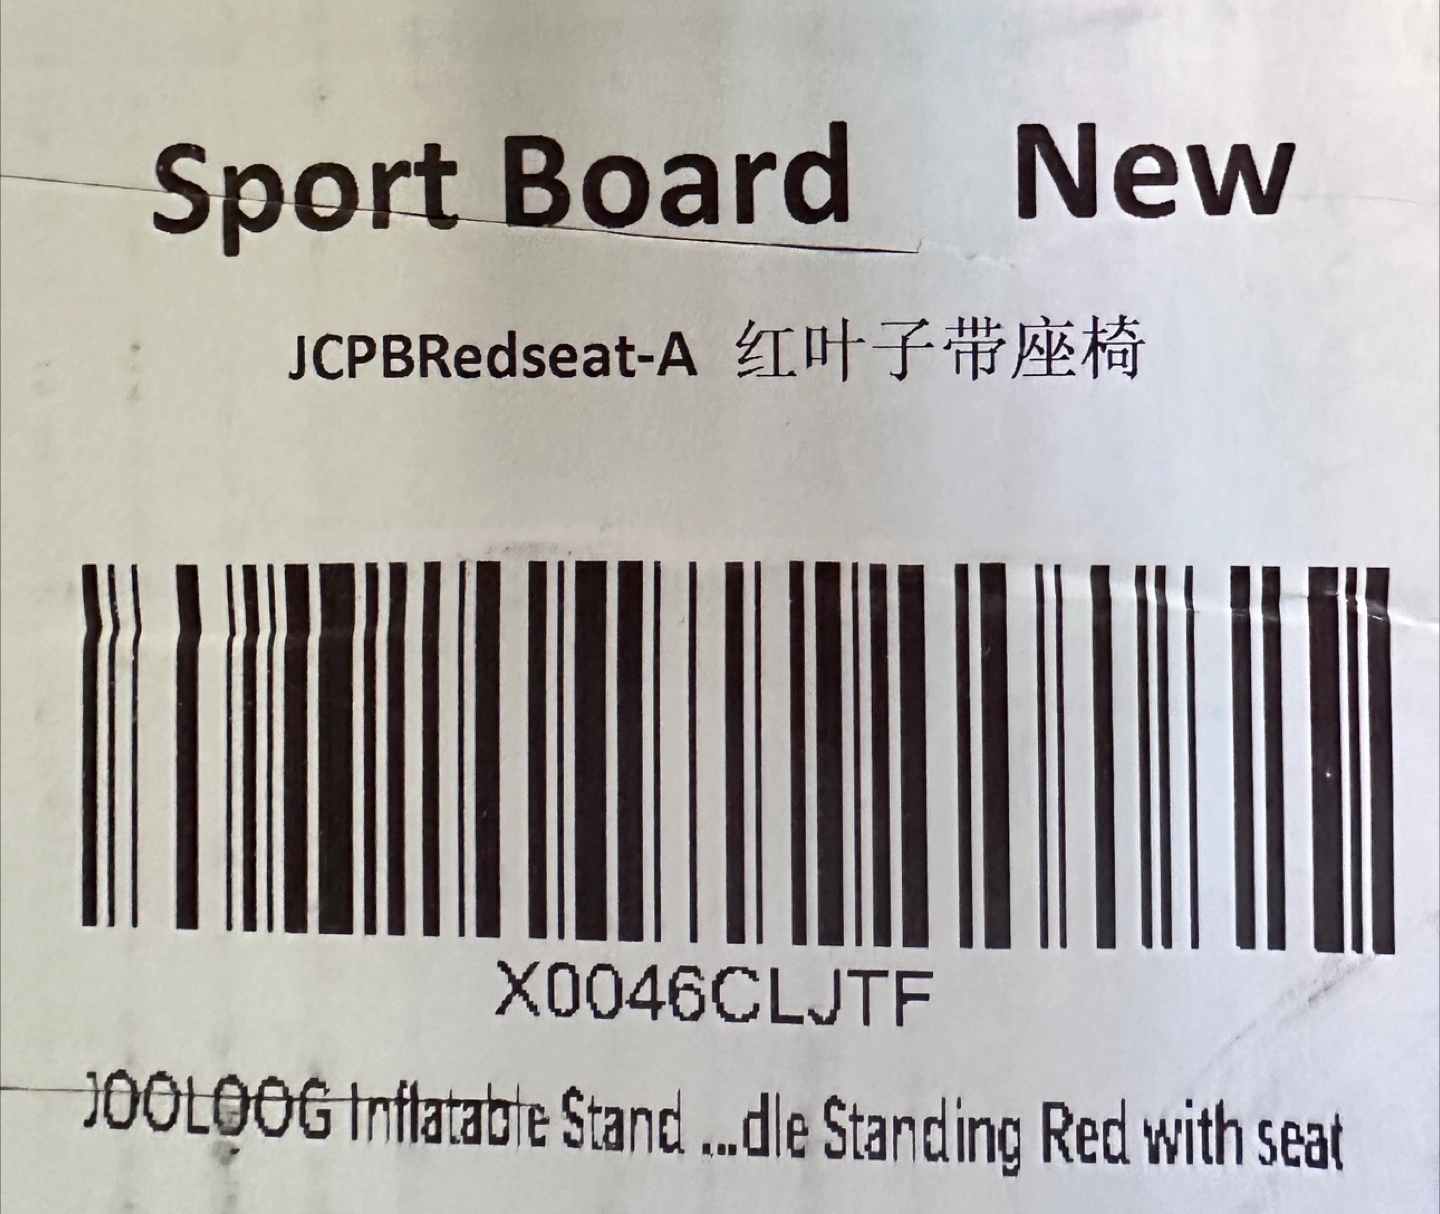 Sport Board New
JCPBRedseat-A 红叶子带座椅
X0046CLJTF
JOOLOOG Inflatable Stand ...dle Standing Red with seat